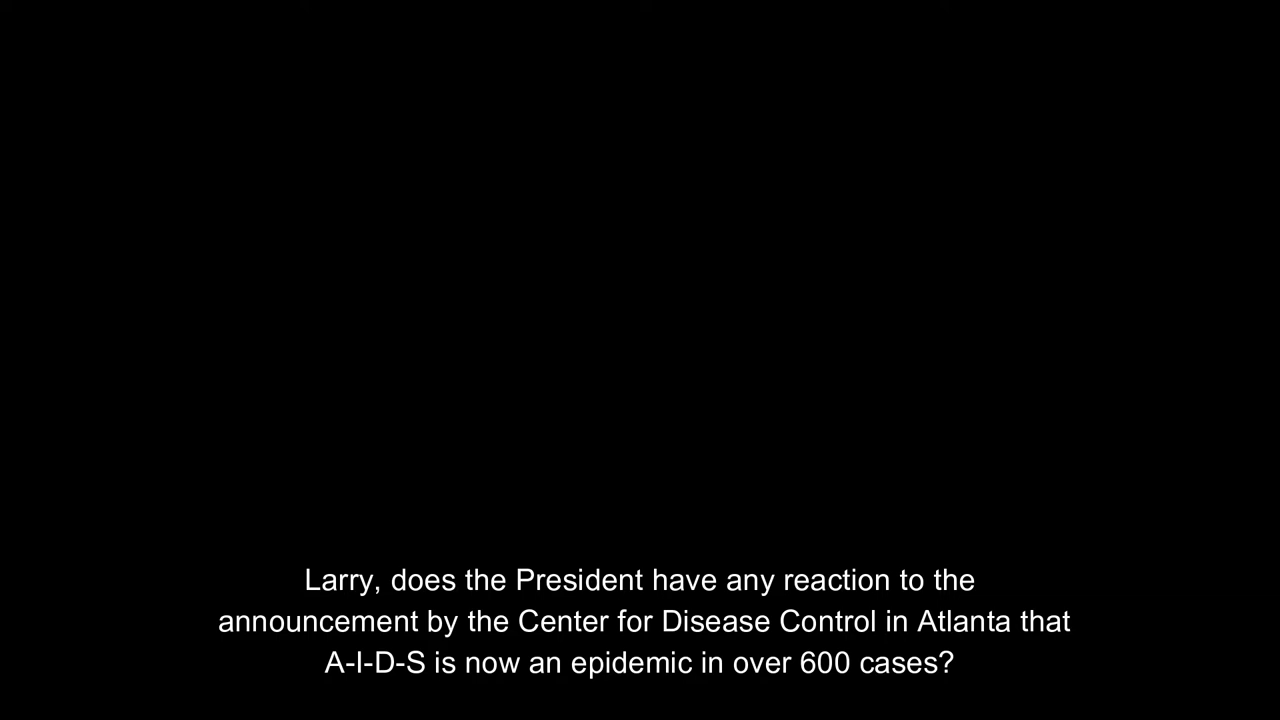 Larry, does the President have any reaction to the
announcement by the Center for Disease Control in Atlanta that
A-I-D-S is now an epidemic in over 600 cases?